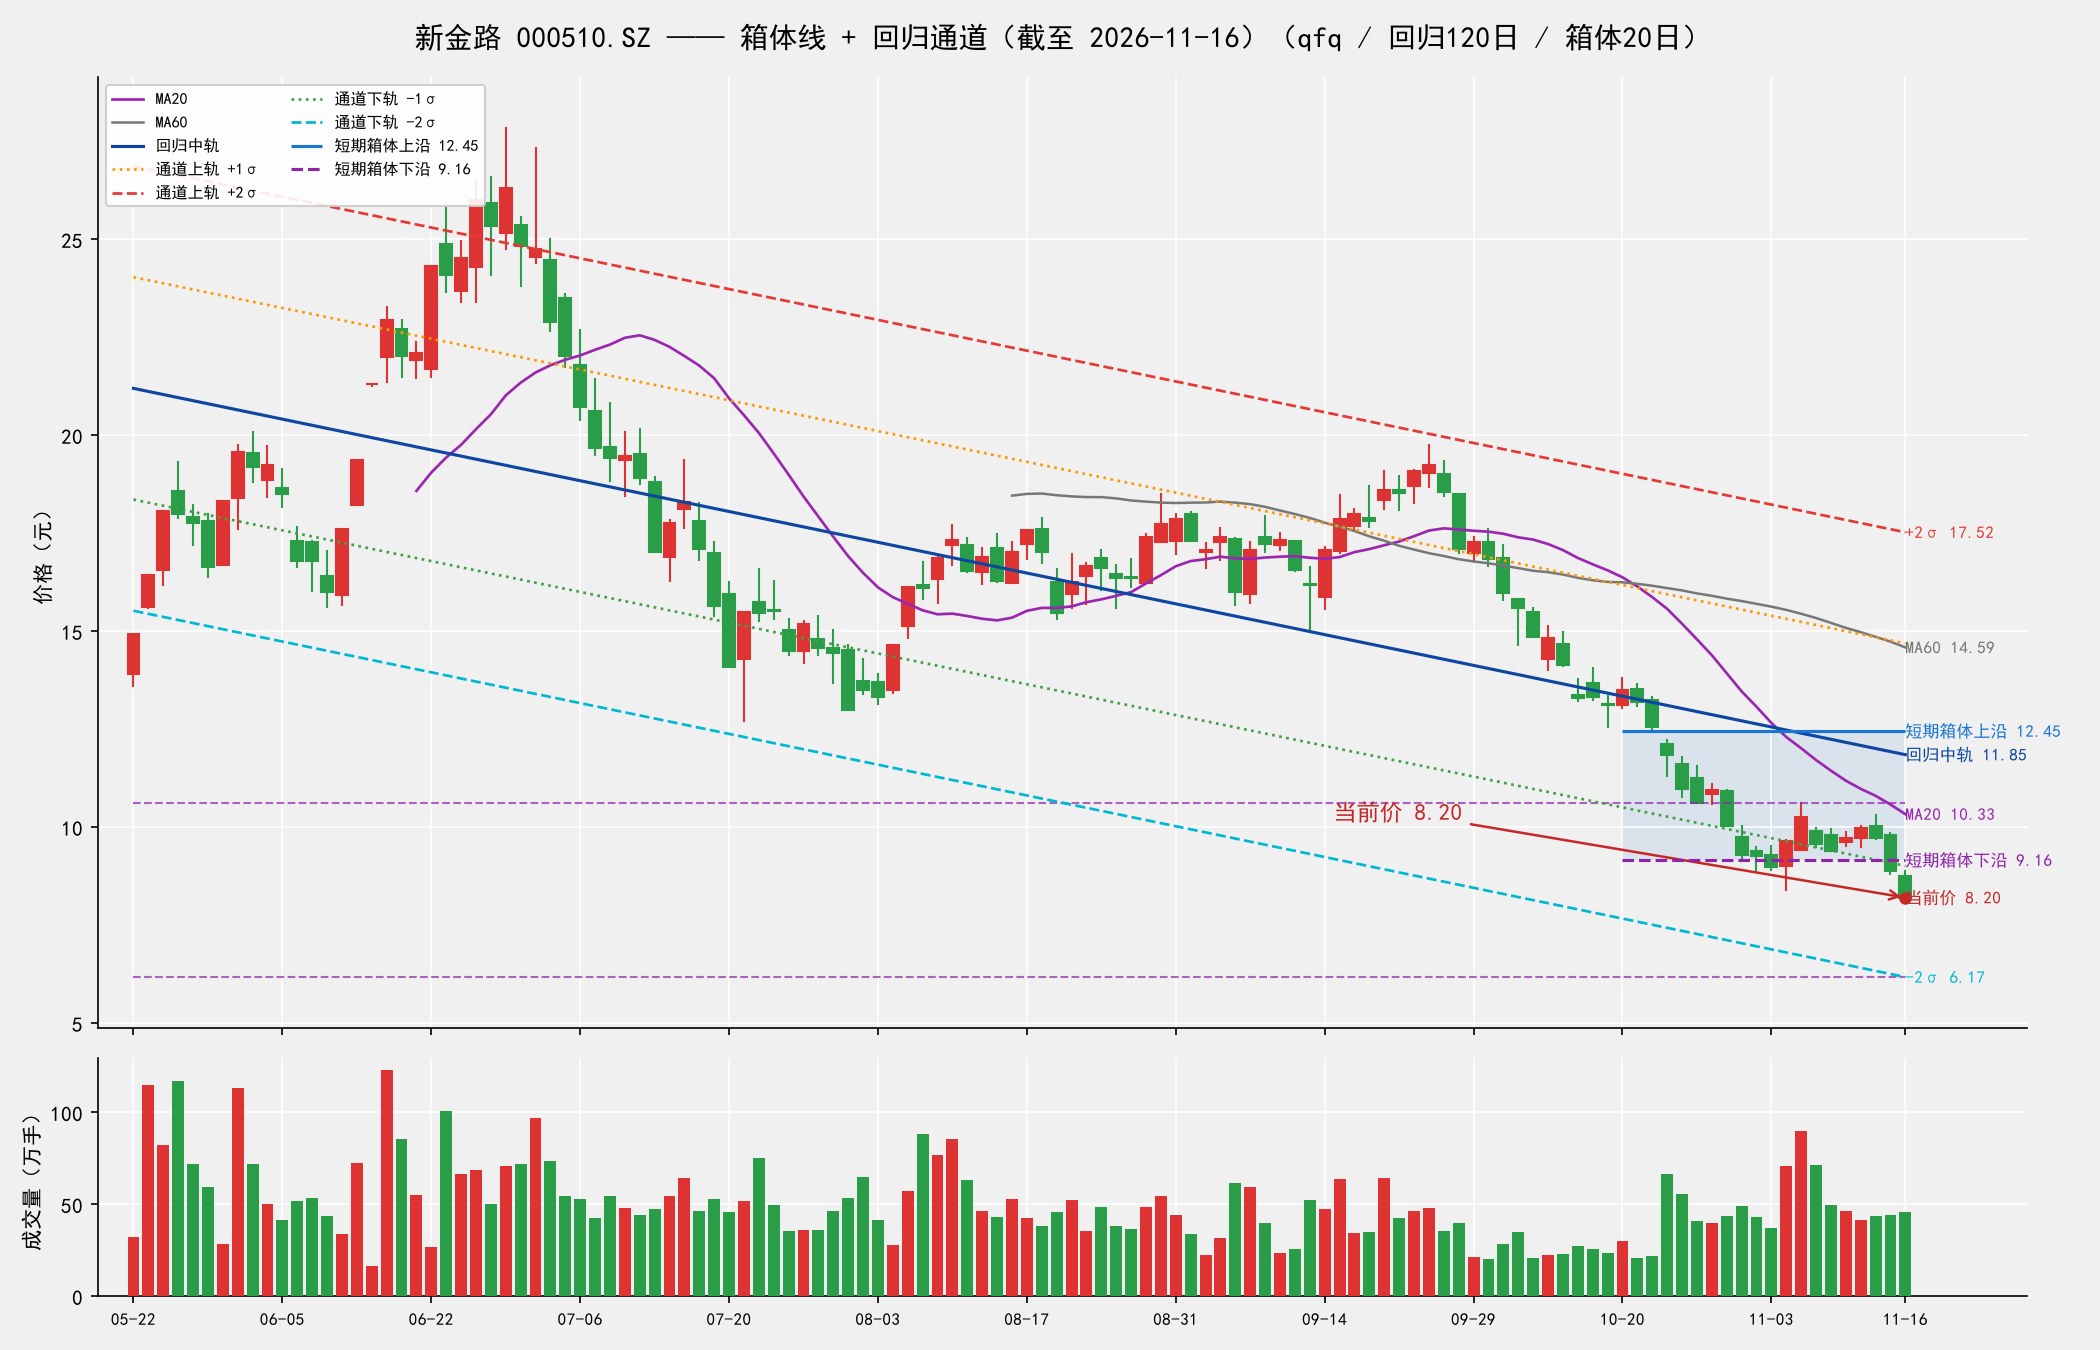 新金路 000510.SZ —— 箱体线 + 回归通道（截至 2026-11-16）（qfq / 回归120日 / 箱体20日）
MA20
MA60
回归中轨
通道上轨 +1σ
通道上轨 +2σ
通道下轨 -1σ
通道下轨 -2σ
短期箱体上沿 12.45
短期箱体下沿 9.16
价格（元）
25
20
15
10
5
+2σ 17.52
MA60 14.59
短期箱体上沿 12.45
回归中轨 11.85
MA20 10.33
当前价 8.20
短期箱体下沿 9.16
当前价 8.20
-2σ 6.17
成交量（万手）
100
50
0
05-22
06-05
06-22
07-06
07-20
08-03
08-17
08-31
09-14
09-29
10-20
11-03
11-16